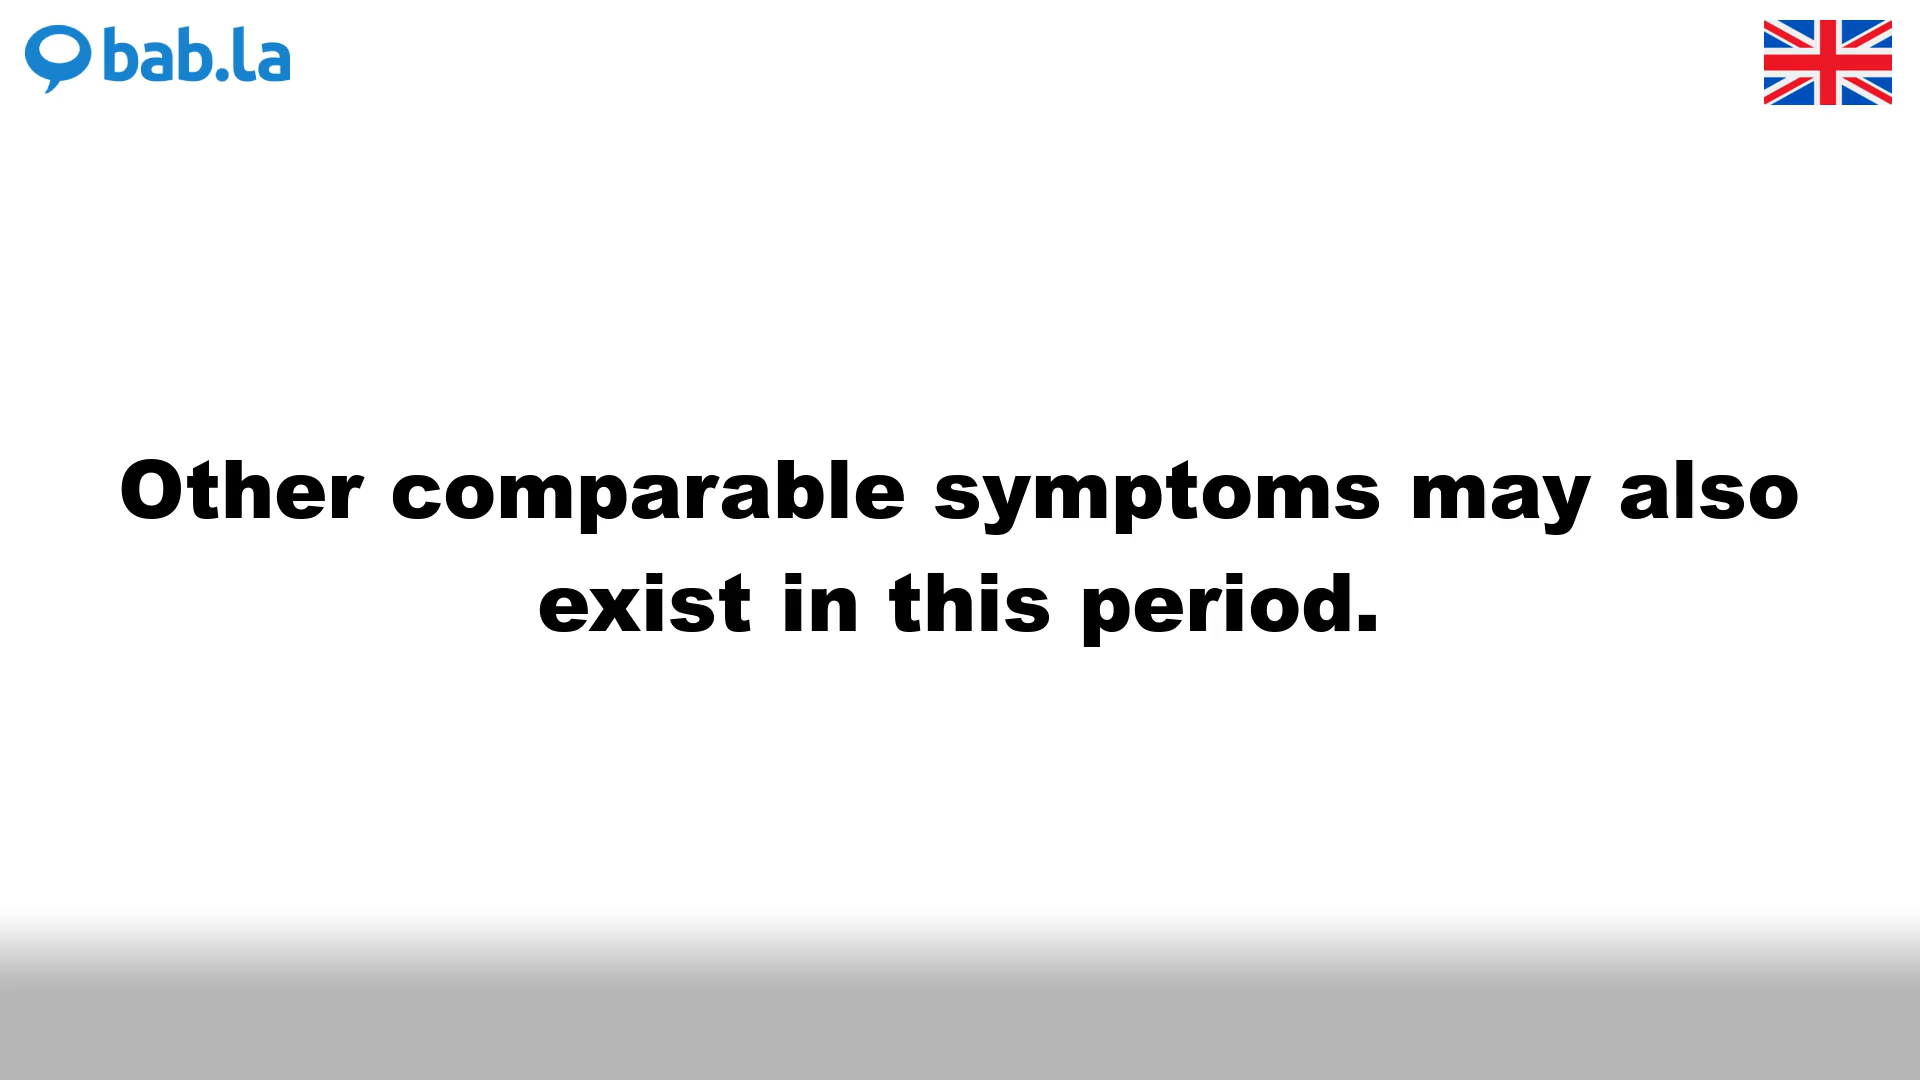 bab.la
Other comparable symptoms may also
exist in this period.